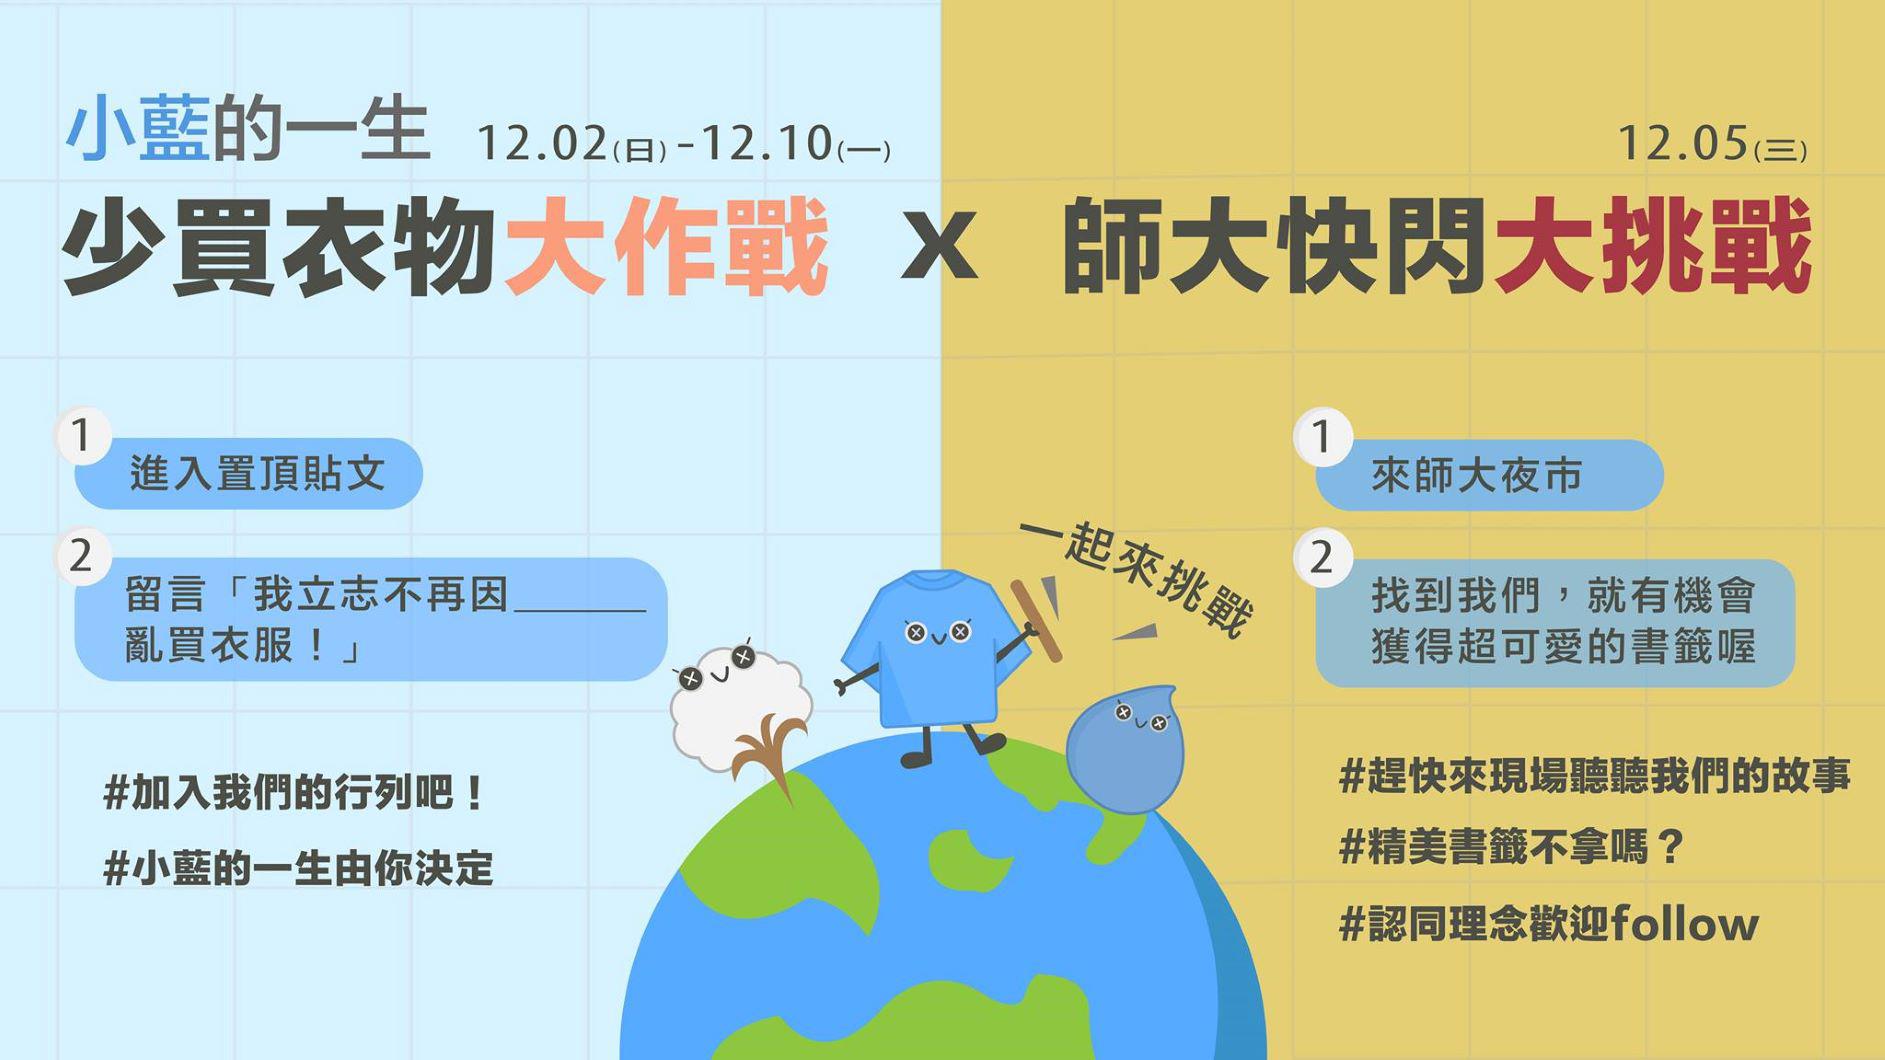 小藍的一生 12.02(日)-12.10(一)
少買衣物大作戰 X 師大快閃大挑戰
12.05(三)
1
進入置頂貼文
2
留言「我立志不再因______
亂買衣服！」
#加入我們的行列吧！
#小藍的一生由你決定
一起來挑戰
1
來師大夜市
2
找到我們，就有機會
獲得超可愛的書籤喔
#趕快來現場聽聽我們的故事
#精美書籤不拿嗎？
#認同理念歡迎follow